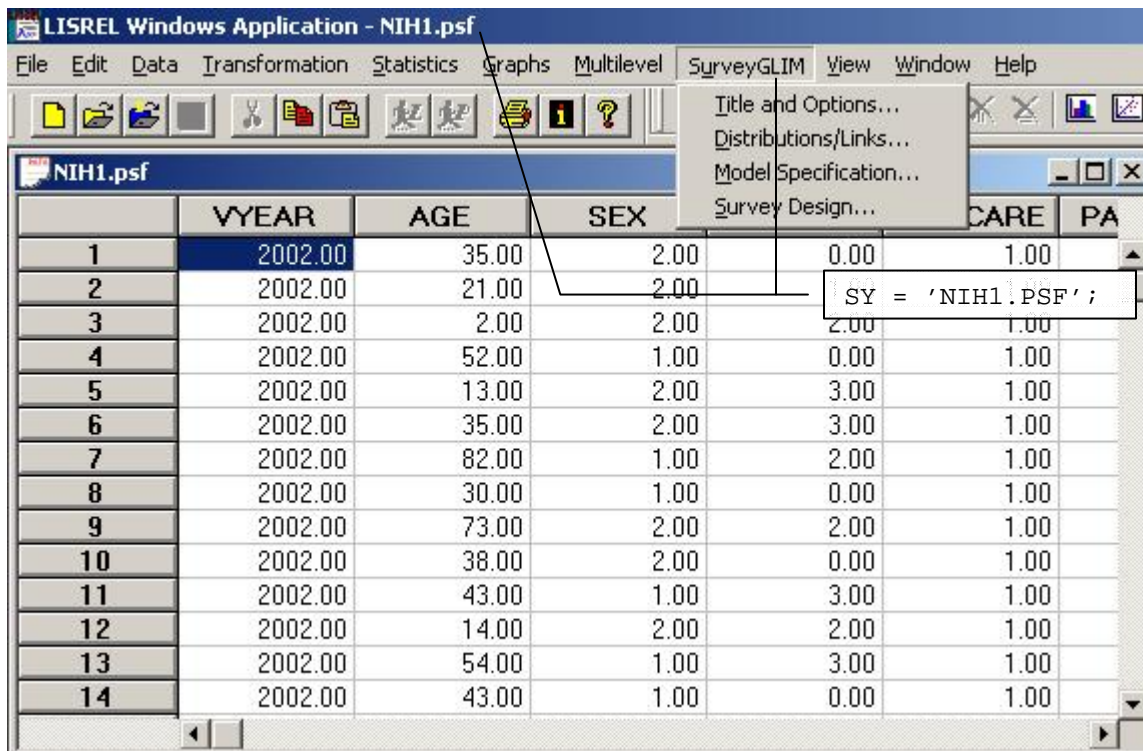 LISREL Windows Application - NIH1.psf
File Edit Data Transformation Statistics Graphs Multilevel SurveyGLIM View Window Help
Title and Options...
Distributions/Links...
Model Specification...
Survey Design...
NIH1.psf
VYEAR AGE SEX CARE PA
1 2002.00 35.00 2.00 0.00 1.00
2 2002.00 21.00 2.00
SY = 'NIH1.PSF';
3 2002.00 2.00 2.00 2.00 1.00
4 2002.00 52.00 1.00 0.00 1.00
5 2002.00 13.00 2.00 3.00 1.00
6 2002.00 35.00 2.00 3.00 1.00
7 2002.00 82.00 1.00 2.00 1.00
8 2002.00 30.00 1.00 0.00 1.00
9 2002.00 73.00 2.00 2.00 1.00
10 2002.00 38.00 2.00 0.00 1.00
11 2002.00 43.00 1.00 3.00 1.00
12 2002.00 14.00 2.00 2.00 1.00
13 2002.00 54.00 1.00 3.00 1.00
14 2002.00 43.00 1.00 0.00 1.00